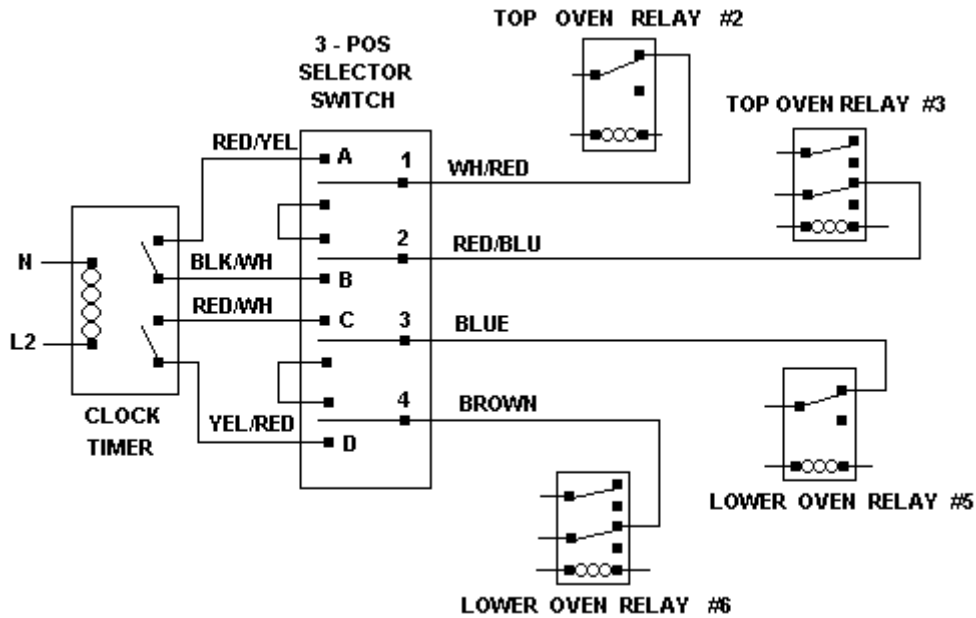 TOP OVEN RELAY #2
3 - POS
SELECTOR
SWITCH
TOP OVEN RELAY #3
RED/YEL
A
1
WH/RED
2
RED/BLU
N
BLK/WH
B
RED/WH
C
3
BLUE
L2
4
BROWN
CLOCK
TIMER
YEL/RED
D
LOWER OVEN RELAY #5
LOWER OVEN RELAY #6